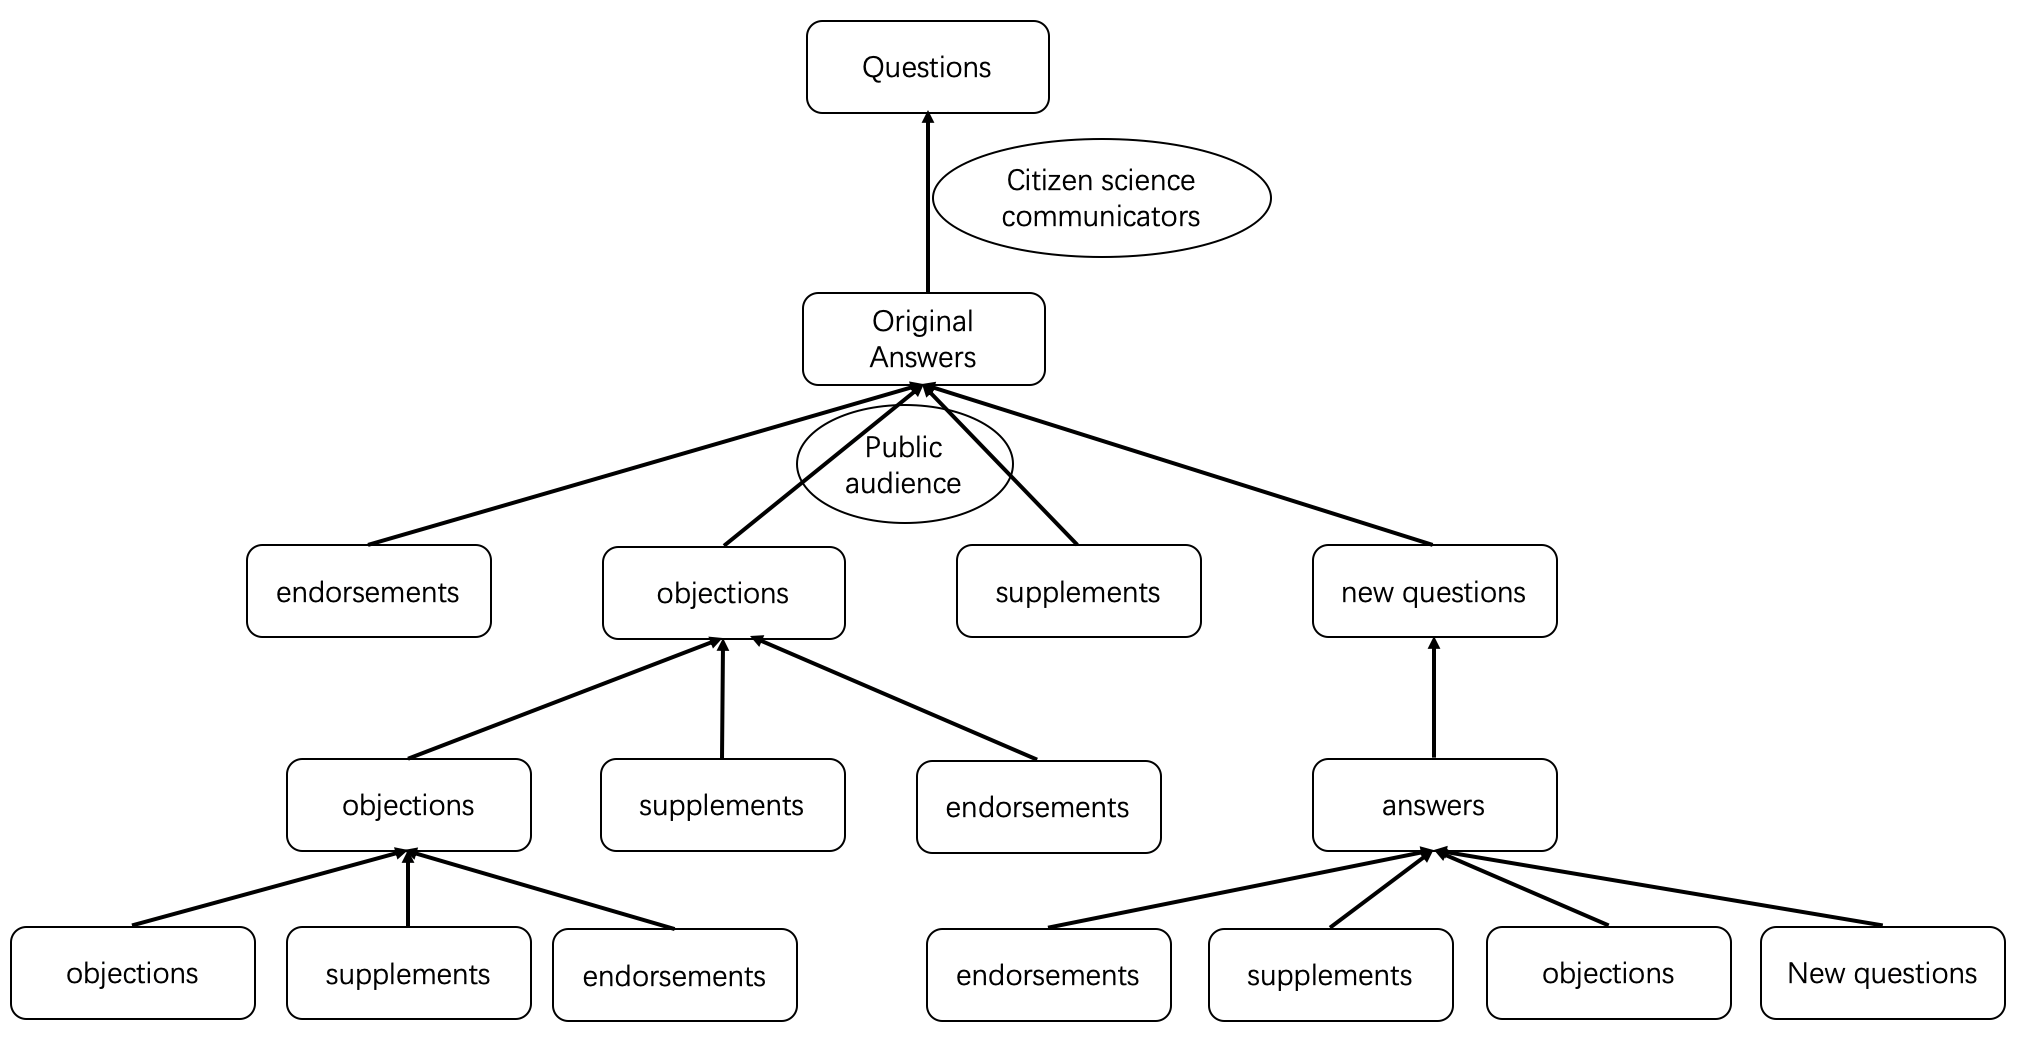 Questions
Citizen science
communicators
Original
Answers
Public
audience
endorsements
objections
supplements
new questions
objections
supplements
endorsements
answers
objections
supplements
endorsements
endorsements
supplements
objections
New questions